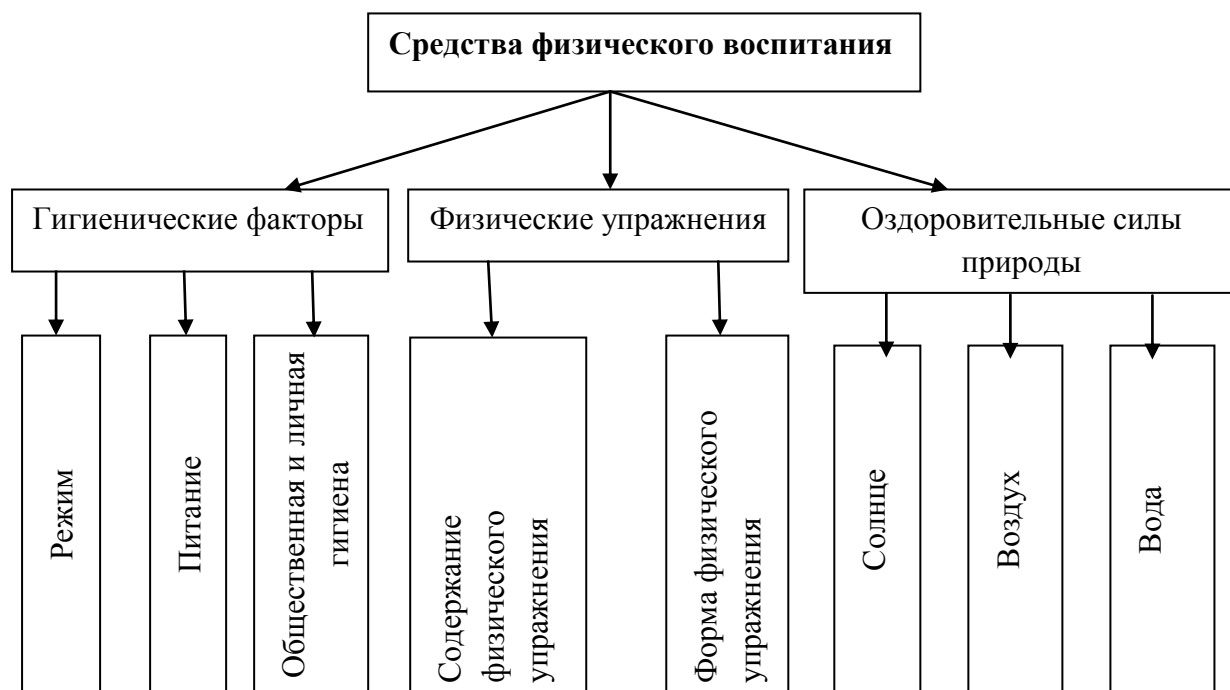 Средства физического воспитания
Гигиенические факторы
Физические упражнения
Оздоровительные силы
природы
Режим
Питание
Общественная и личная
гигиена
Содержание
физического
упражнения
Форма физического
упражнения
Солнце
Воздух
Вода